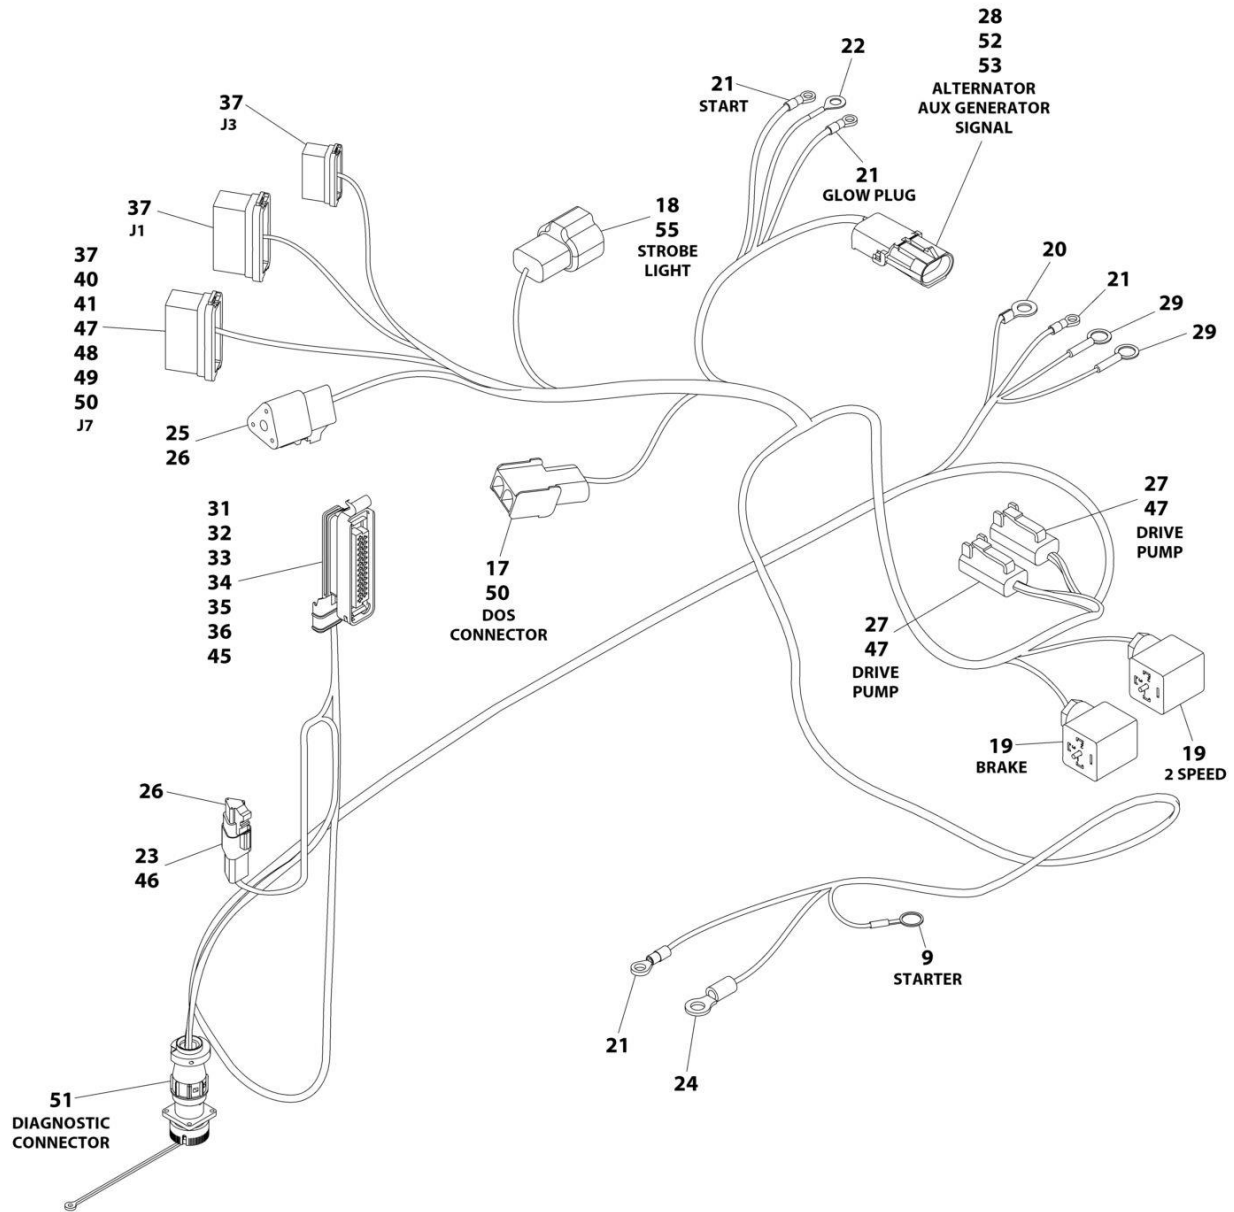 28
52
53
ALTERNATOR
AUX GENERATOR
SIGNAL
22
21
START
21
GLOW PLUG
37
J3
37
J1
18
55
STROBE
LIGHT
37
40
41
47
48
49
50
J7
20
21
29
29
25
26
31
32
33
34
35
36
45
17
50
DOS
CONNECTOR
27
47
DRIVE
PUMP
27
47
DRIVE
PUMP
19
BRAKE
19
2 SPEED
26
23
46
9
STARTER
21
24
51
DIAGNOSTIC
CONNECTOR